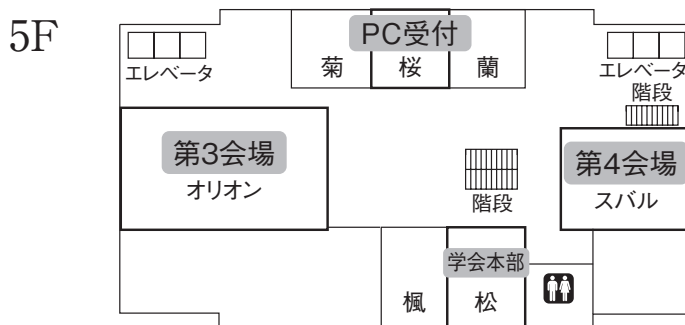 5F
PC受付
菊 桜 蘭
エレベータ
エレベータ
階段
第3会場
オリオン
階段
第4会場
スバル
学会本部
楓 松